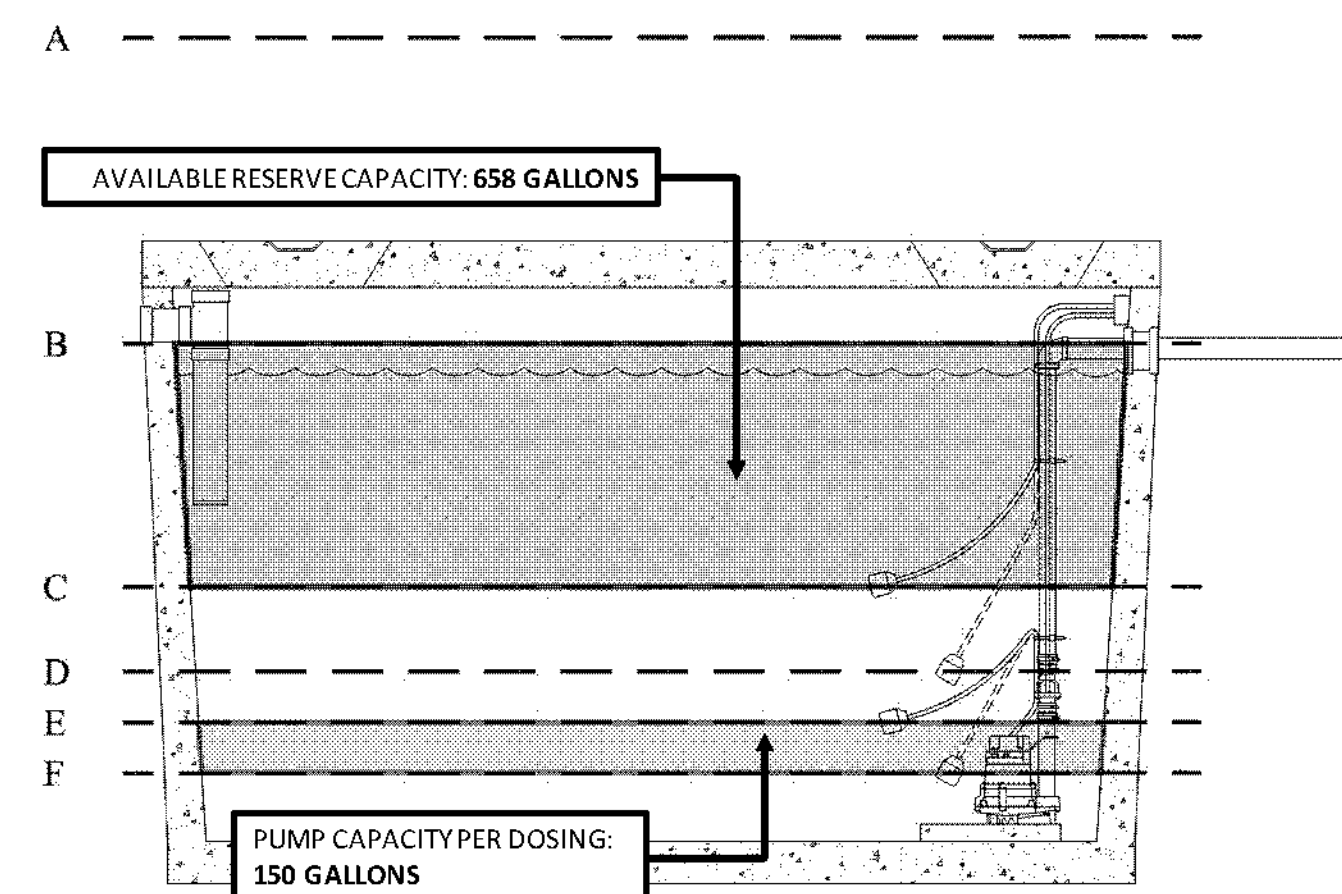 A
AVAILABLE RESERVE CAPACITY: 658 GALLONS
B
C
D
E
F
PUMP CAPACITY PER DOSING:
150 GALLONS